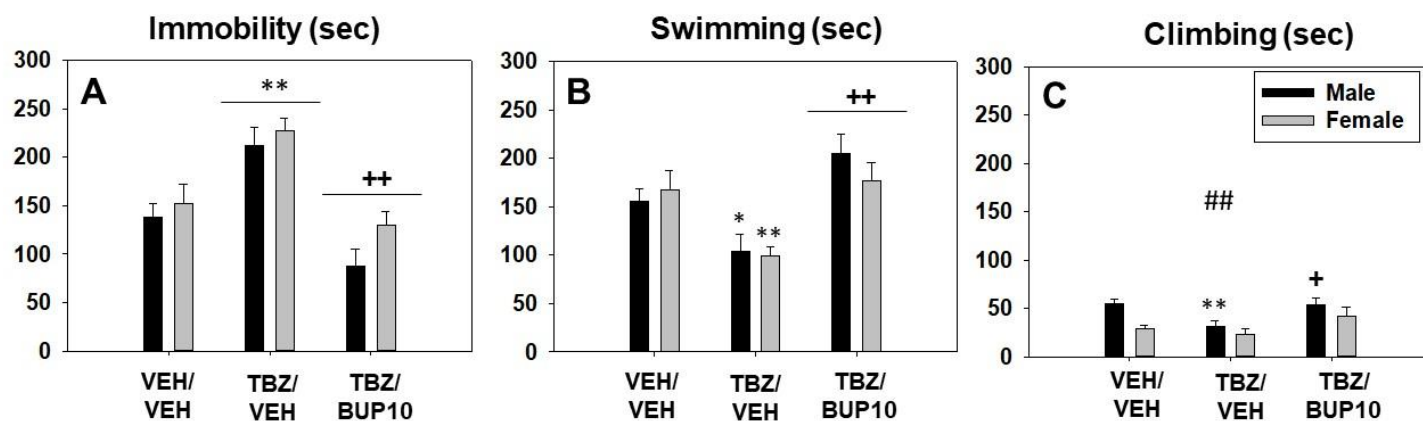 Immobility (sec)
300
250
200
150
100
50
0
A
**
++
VEH/
VEH
TBZ/
VEH
TBZ/
BUP10
Swimming (sec)
300
250
200
150
100
50
0
B
*
**
++
VEH/
VEH
TBZ/
VEH
TBZ/
BUP10
Climbing (sec)
300
250
200
150
100
50
0
C
Male
Female
##
**
+
VEH/
VEH
TBZ/
VEH
TBZ/
BUP10